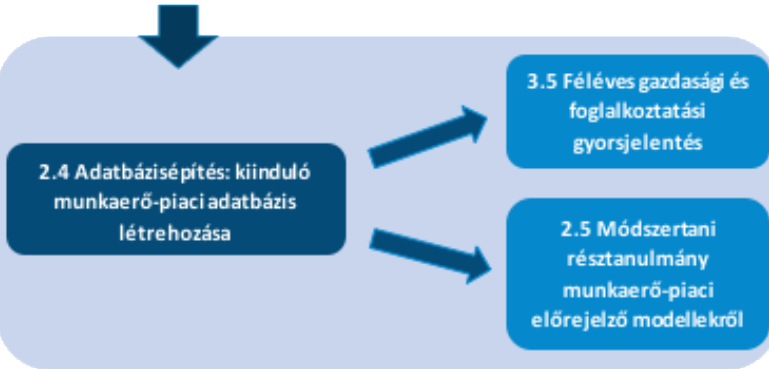 2.4 Adatbázisépítés: kiinduló
munkaerő-piaci adatbázis
létrehozása
3.5 Féléves gazdasági és
foglalkoztatási
gyorsjelentés
2.5 Módszertani
résztanulmány
munkaerő-piaci
előrejelző modellekről